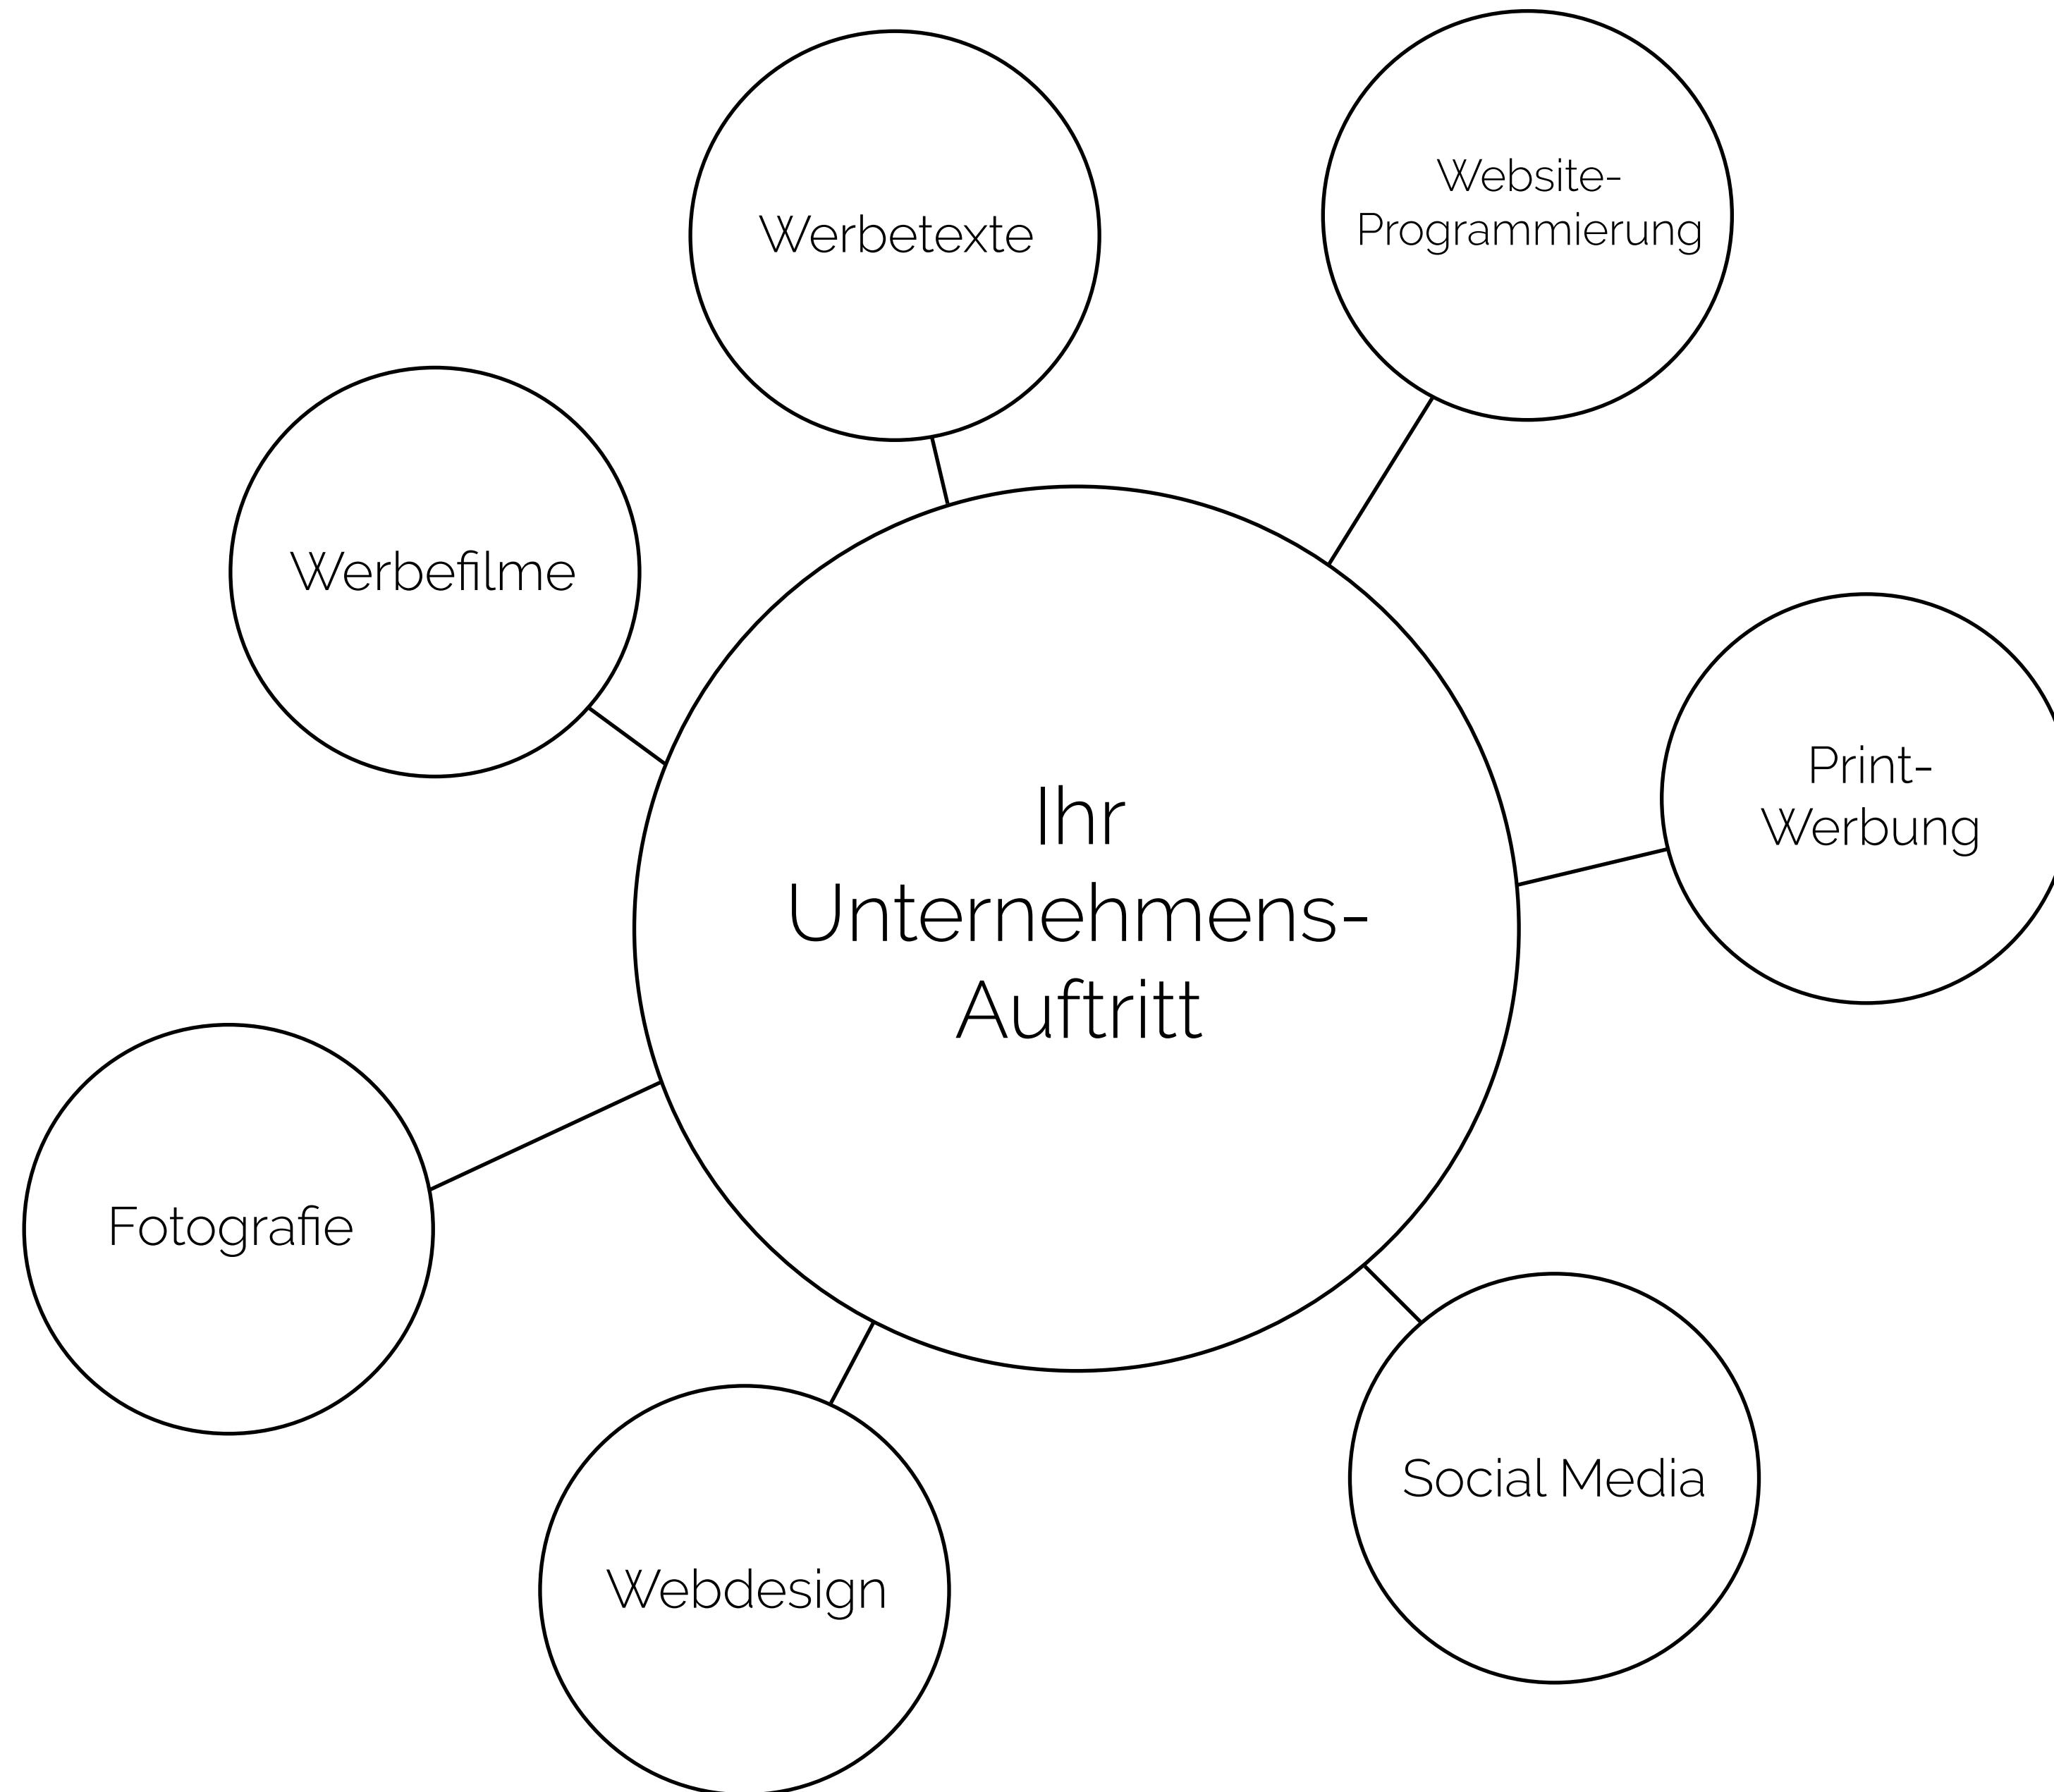 Werbetexte
Website-
Programmierung
Werbefilme
Print-
Werbung
Ihr
Unternehmens-
Auftritt
Fotografie
Social Media
Webdesign